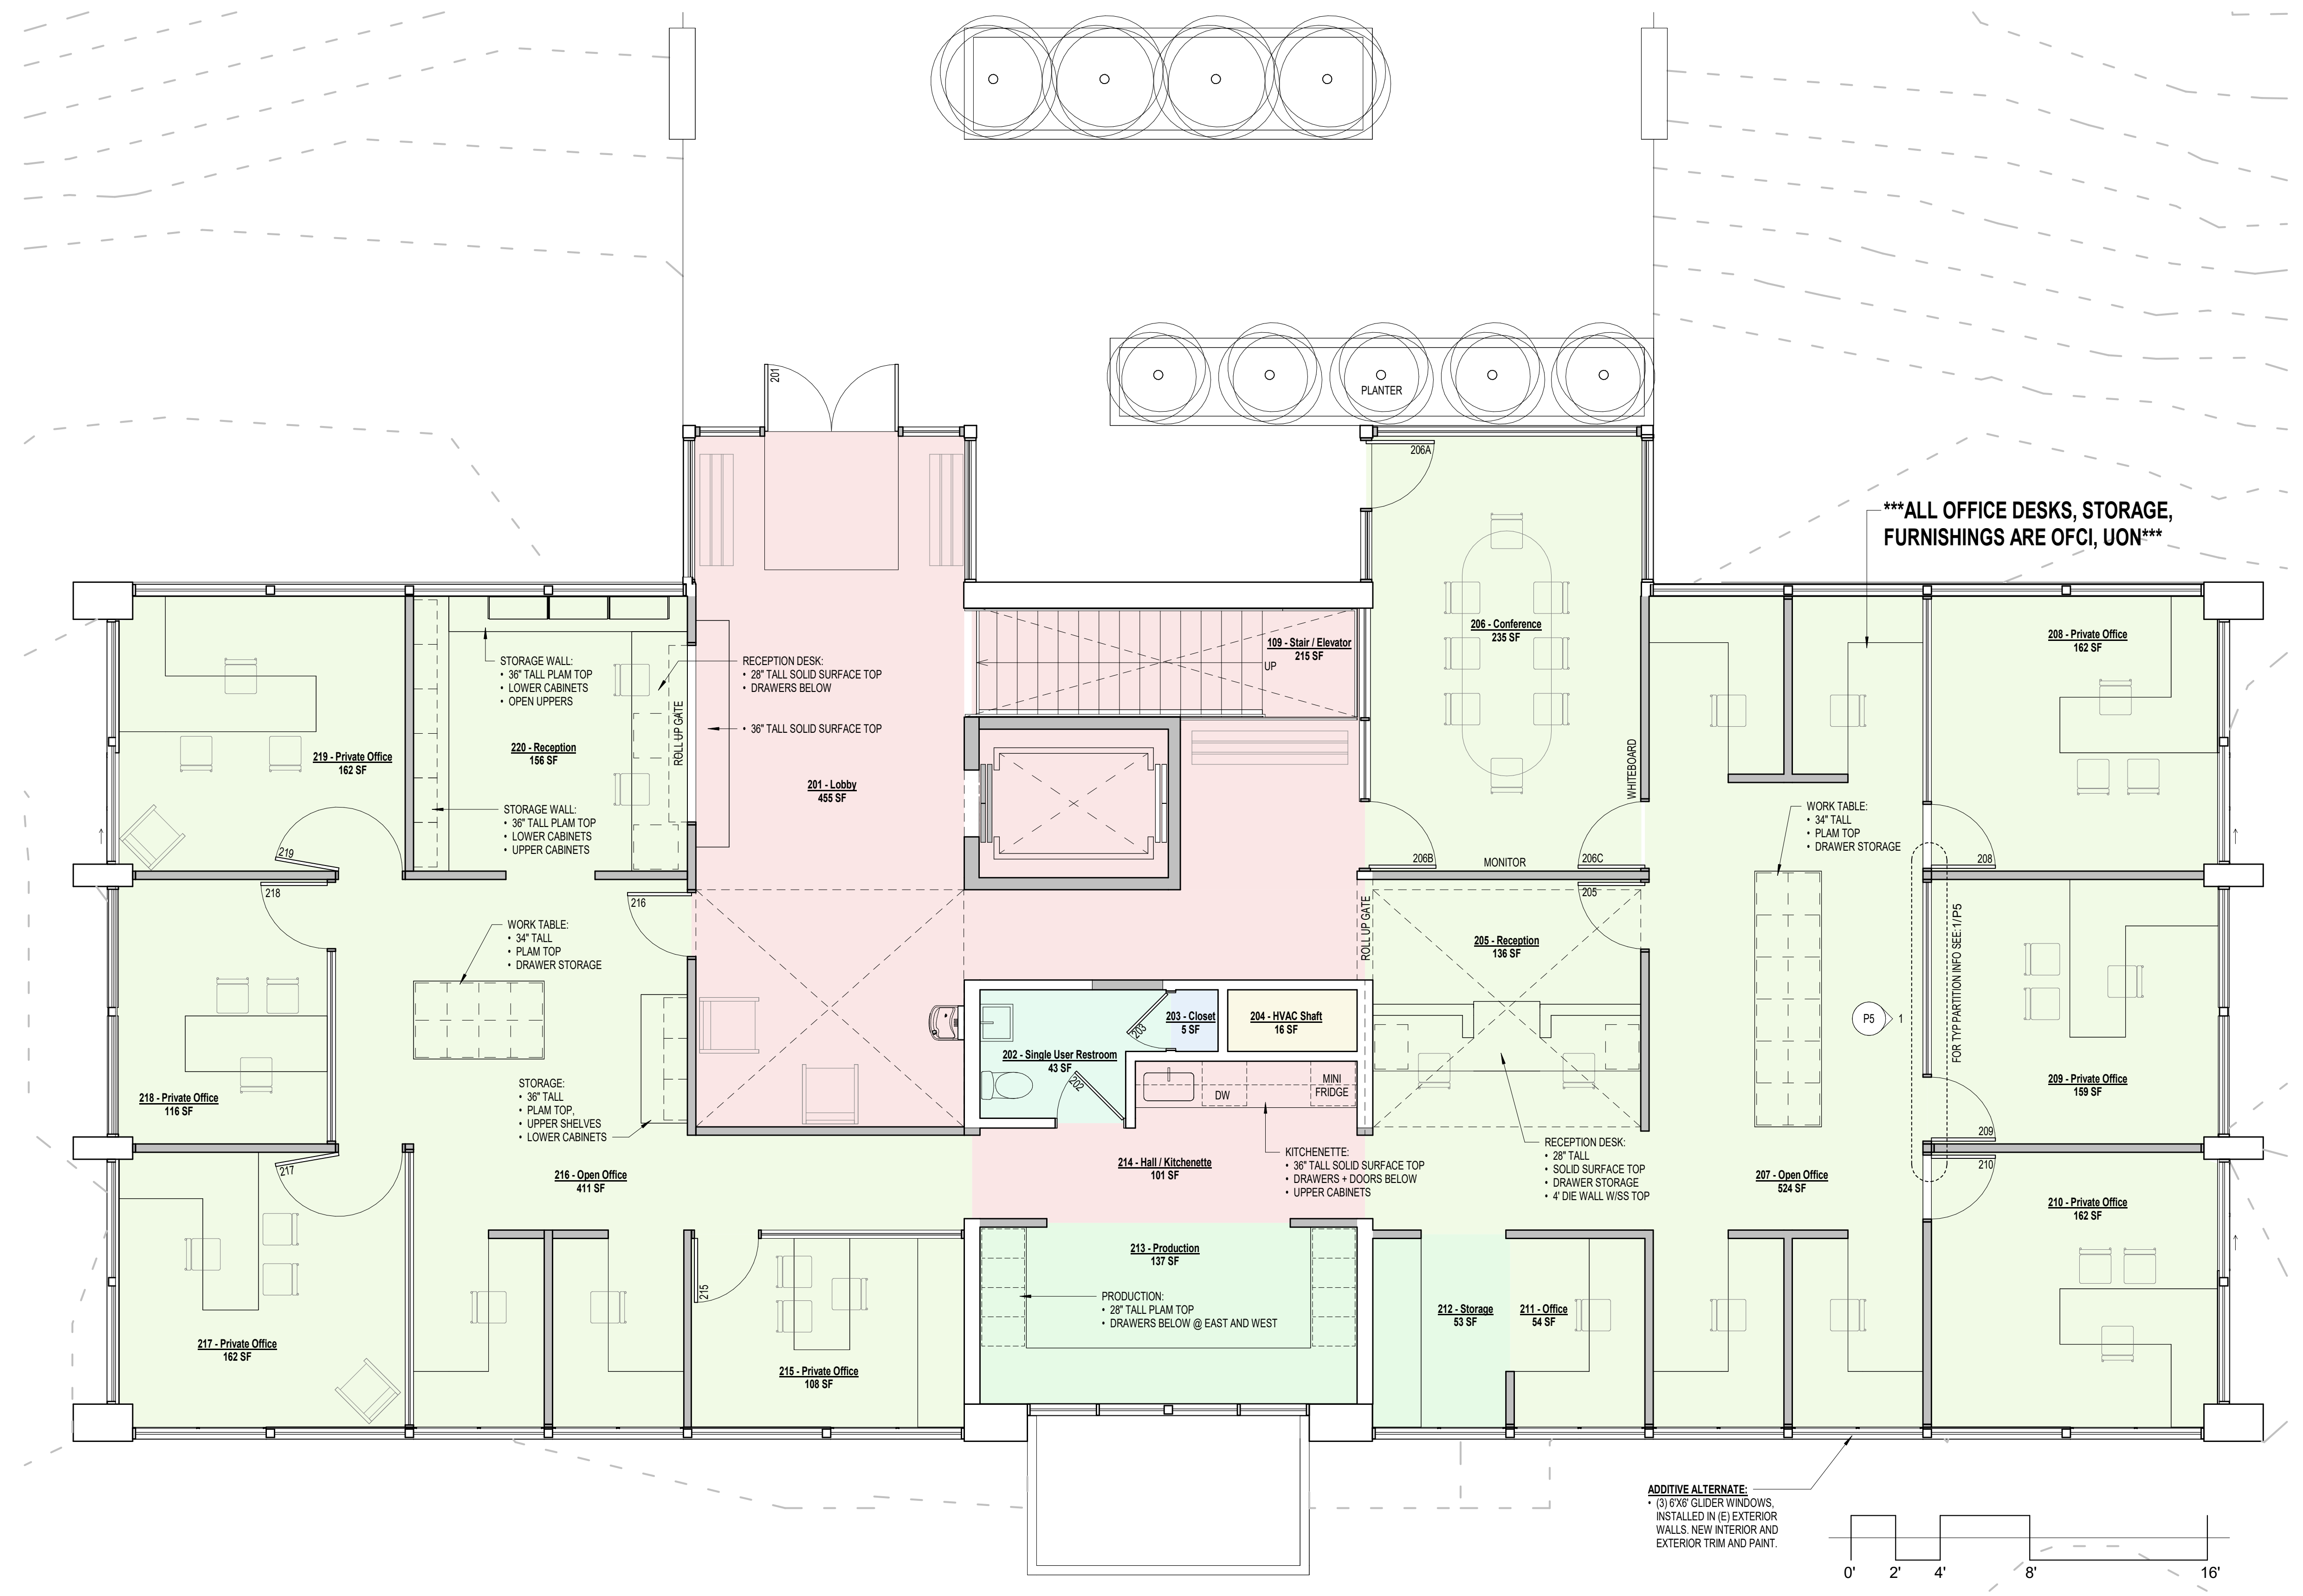 201
PLANTER
206A
***ALL OFFICE DESKS, STORAGE,
FURNISHINGS ARE OFCI, UON***
219 - Private Office
162 SF
219
STORAGE WALL:
• 36" TALL PLAM TOP
• LOWER CABINETS
• OPEN UPPERS
220 - Reception
156 SF
STORAGE WALL:
• 36" TALL PLAM TOP
• LOWER CABINETS
• UPPER CABINETS
ROLL UP GATE
RECEPTION DESK:
• 28" TALL SOLID SURFACE TOP
• DRAWERS BELOW
• 36" TALL SOLID SURFACE TOP
201 - Lobby
455 SF
109 - Stair / Elevator
215 SF
UP
206 - Conference
235 SF
WHITEBOARD
206B
MONITOR
206C
208 - Private Office
162 SF
WORK TABLE:
• 34" TALL
• PLAM TOP
• DRAWER STORAGE
208
218
216
WORK TABLE:
• 34" TALL
• PLAM TOP
• DRAWER STORAGE
ROLL UP GATE
205
205 - Reception
136 SF
FOR TYP PARTITION INFO SEE: 1/ P5
P5
1
203 - Closet
5 SF
203
204 - HVAC Shaft
16 SF
202 - Single User Restroom
43 SF
202
DW
MINI
FRIDGE
218 - Private Office
116 SF
STORAGE:
• 36" TALL
• PLAM TOP,
• UPPER SHELVES
• LOWER CABINETS
209 - Private Office
159 SF
209
210
217
216 - Open Office
411 SF
214 - Hall / Kitchenette
101 SF
KITCHENETTE:
• 36" TALL SOLID SURFACE TOP
• DRAWERS + DOORS BELOW
• UPPER CABINETS
RECEPTION DESK:
• 28" TALL
• SOLID SURFACE TOP
• DRAWER STORAGE
• 4' DIE WALL W/SS TOP
207 - Open Office
524 SF
210 - Private Office
162 SF
217 - Private Office
162 SF
215
215 - Private Office
108 SF
213 - Production
137 SF
PRODUCTION:
• 28" TALL PLAM TOP
• DRAWERS BELOW @ EAST AND WEST
212 - Storage
53 SF
211 - Office
54 SF
ADDITIVE ALTERNATE:
• (3) 6'X6' GLIDER WINDOWS,
INSTALLED IN (E) EXTERIOR
WALLS. NEW INTERIOR AND
EXTERIOR TRIM AND PAINT.
0' 2' 4' 8' 16'